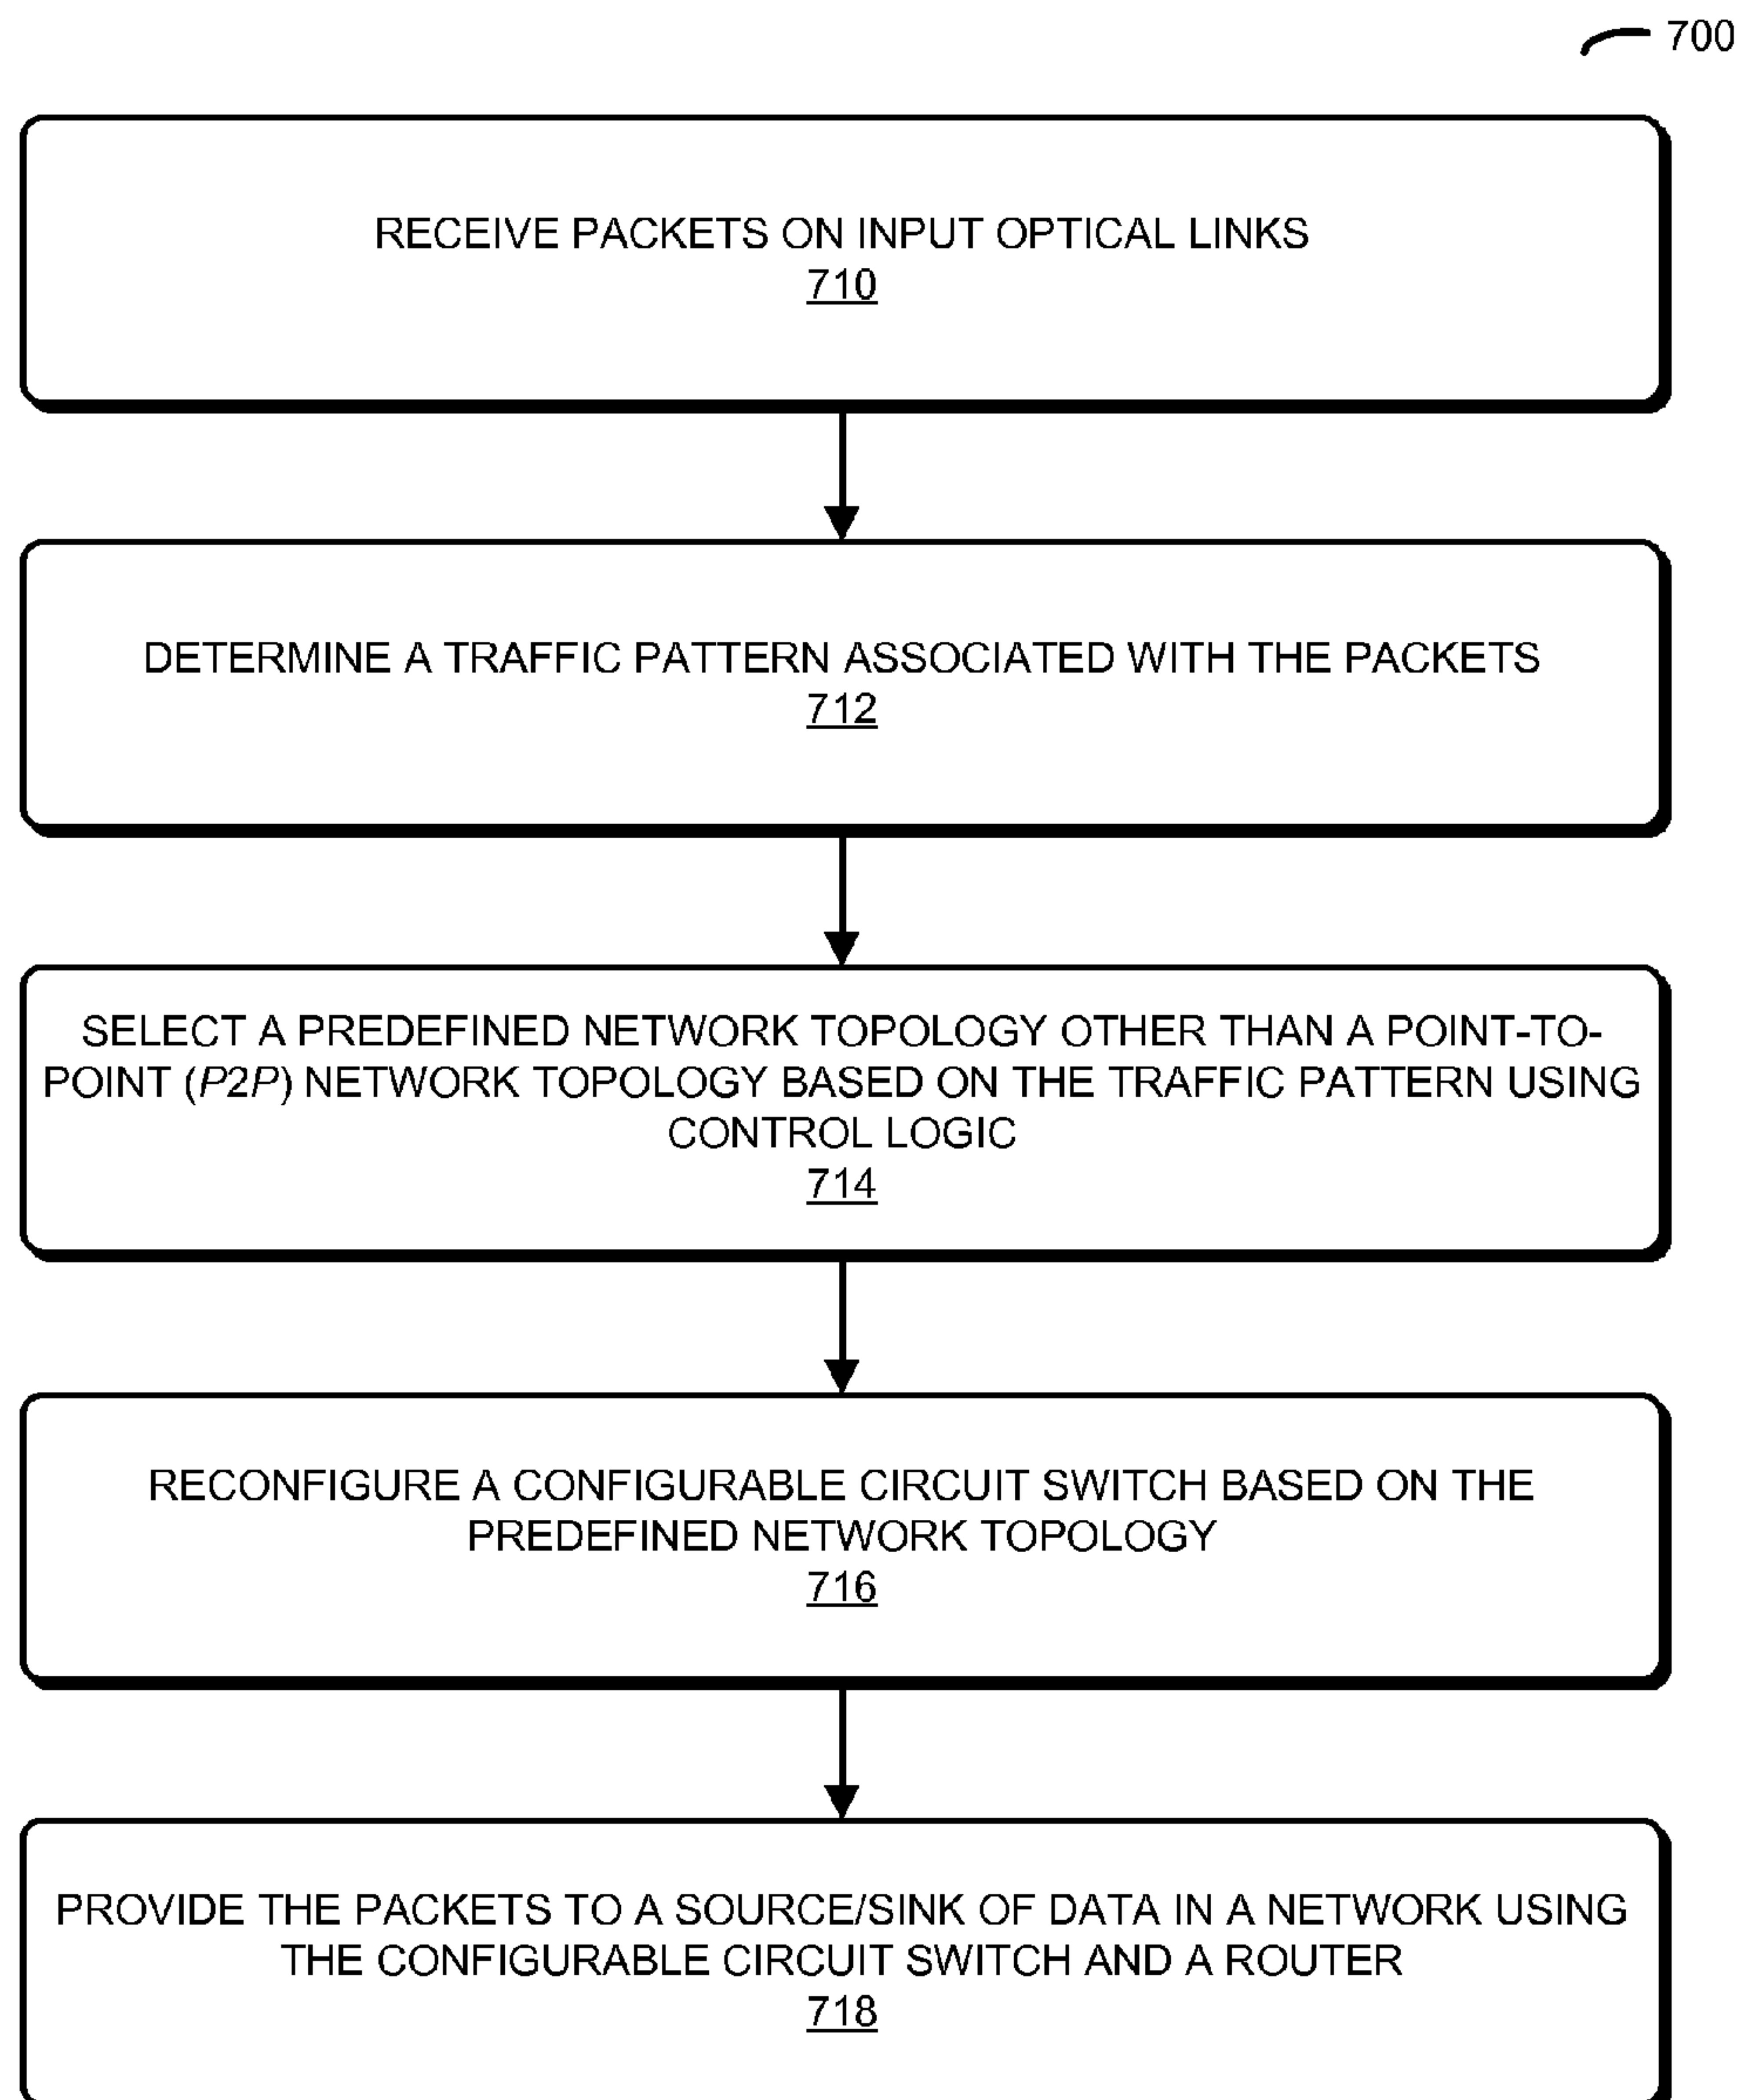 700
RECEIVE PACKETS ON INPUT OPTICAL LINKS
710
DETERMINE A TRAFFIC PATTERN ASSOCIATED WITH THE PACKETS
712
SELECT A PREDEFINED NETWORK TOPOLOGY OTHER THAN A POINT-TO-
POINT (P2P) NETWORK TOPOLOGY BASED ON THE TRAFFIC PATTERN USING
CONTROL LOGIC
714
RECONFIGURE A CONFIGURABLE CIRCUIT SWITCH BASED ON THE
PREDEFINED NETWORK TOPOLOGY
716
PROVIDE THE PACKETS TO A SOURCE/SINK OF DATA IN A NETWORK USING
THE CONFIGURABLE CIRCUIT SWITCH AND A ROUTER
718